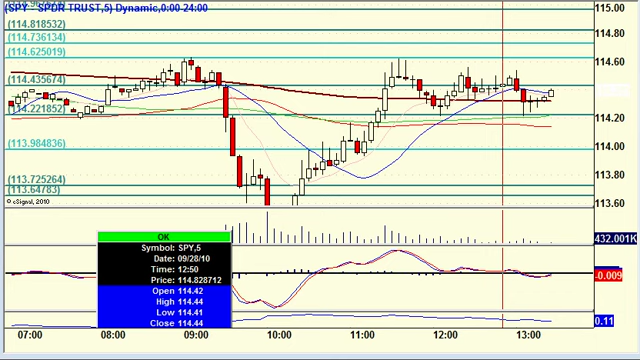 (SPY - SPDR TRUST,5) Dynamic,0:00 24:00
(114.818532)
(114.736134)
(114.625019)
(114.435674)
(114.221852)
(113.984836)
(113.725264)
(113.64783)
© eSignal, 2010
115.00
114.80
114.60
114.20
114.00
113.80
113.60
432.001K
-0.009
0.11
OK
Symbol: SPY,5
Date: 09/28/10
Time: 12:50
Price: 114.828712
Open 114.42
High 114.44
Low 114.41
Close 114.44
07:00 08:00 09:00 10:00 11:00 12:00 13:00